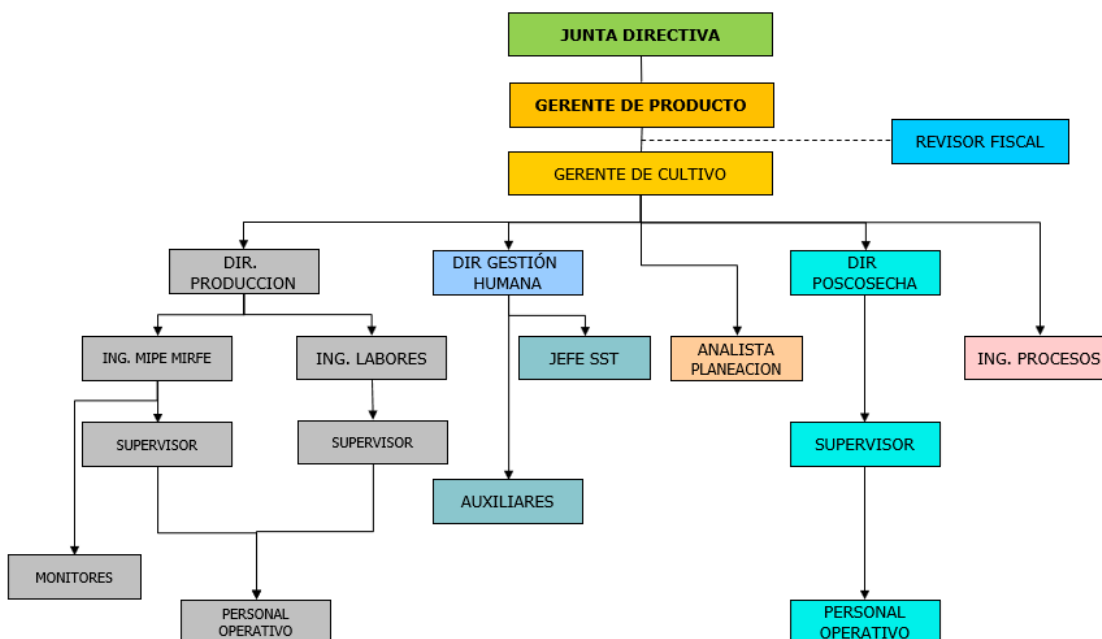 JUNTA DIRECTIVA
GERENTE DE PRODUCTO
REVISOR FISCAL
GERENTE DE CULTIVO
DIR.
PRODUCCION
DIR GESTIÓN
HUMANA
DIR
POSCOSECHA
ING. MIPE MIRFE
ING. LABORES
JEFE SST
ANALISTA
PLANEACION
ING. PROCESOS
SUPERVISOR
SUPERVISOR
SUPERVISOR
AUXILIARES
MONITORES
PERSONAL
OPERATIVO
PERSONAL
OPERATIVO